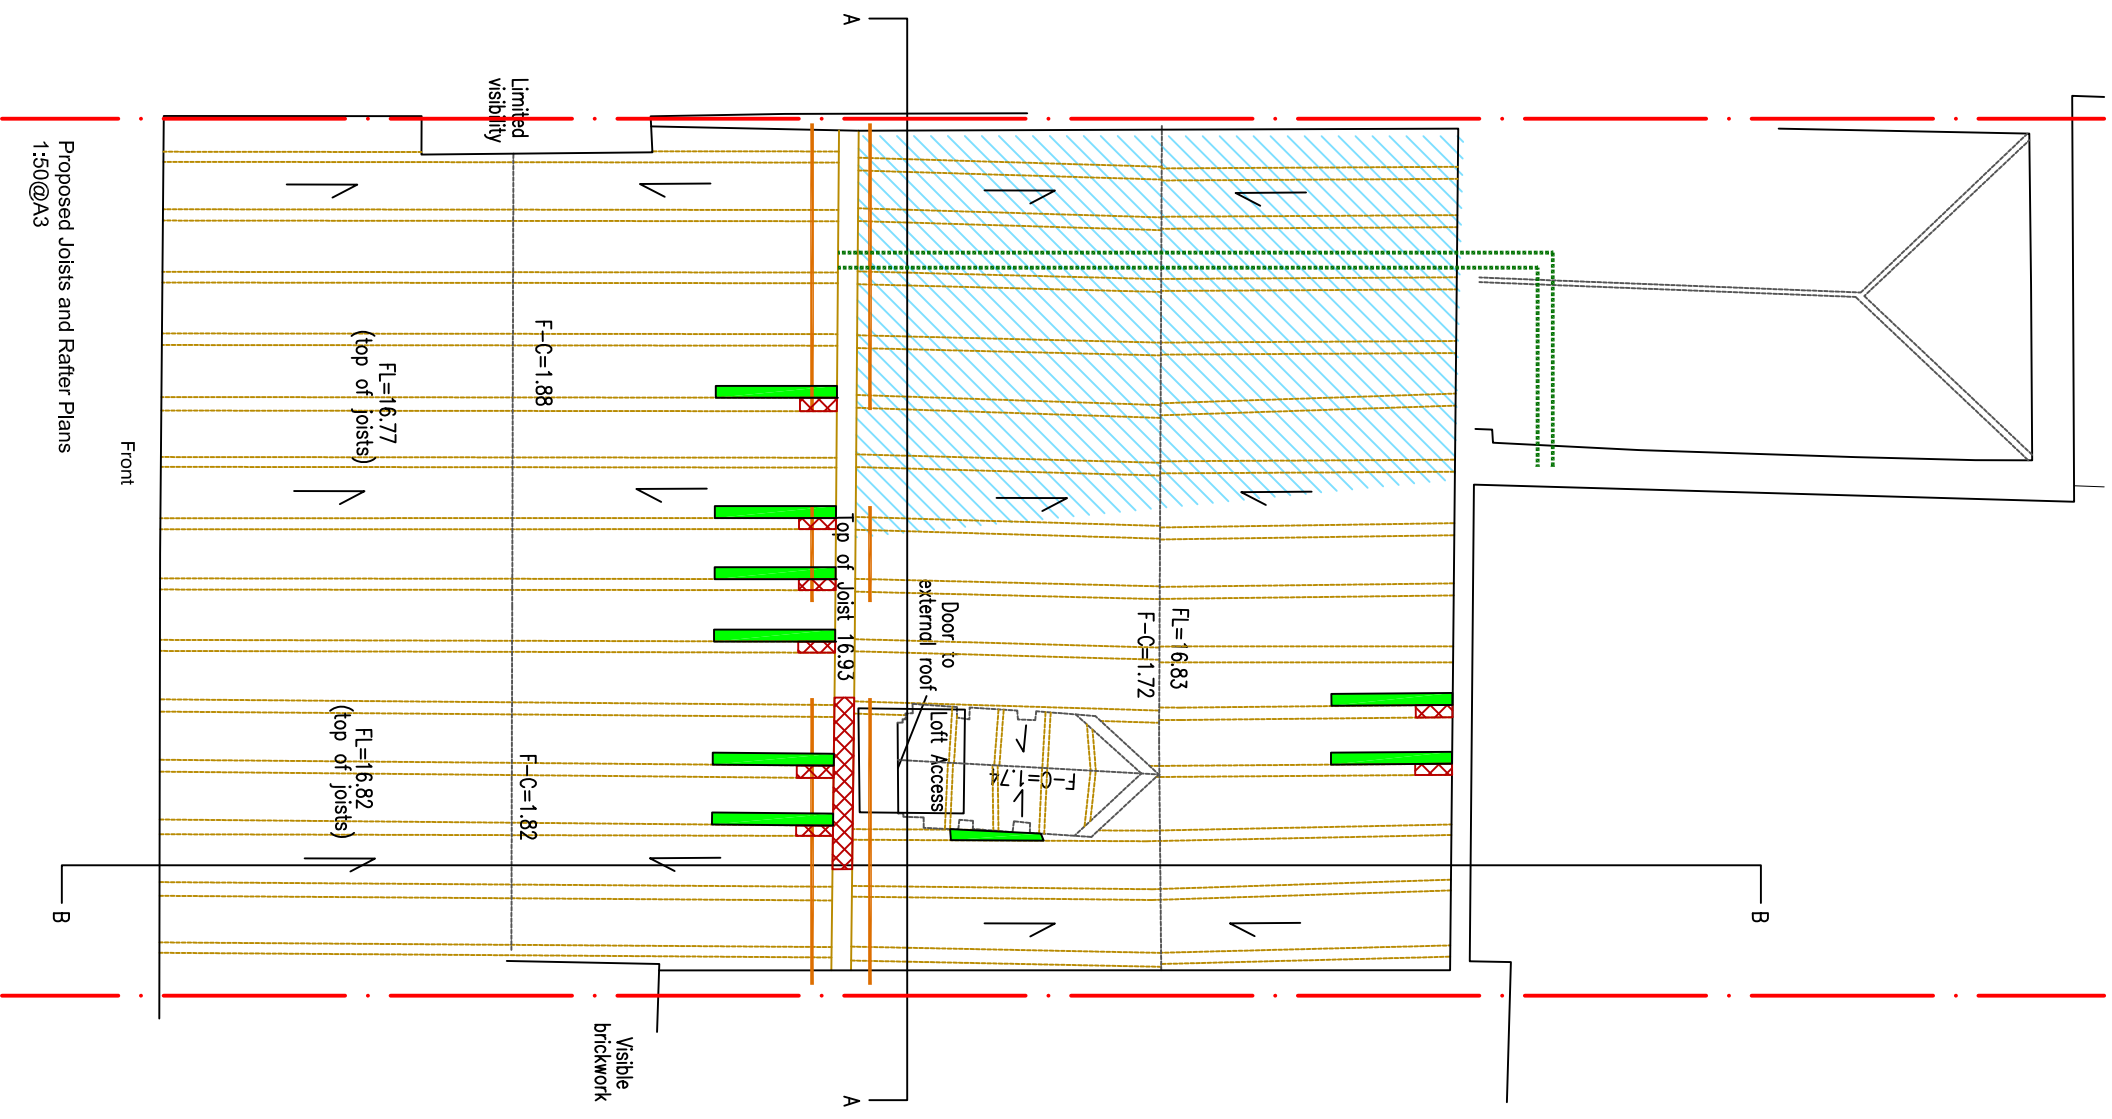 A
Limited
visibility
Proposed Joists and Rafter Plans
1:50@A3
Front
F-C=1.88
FL=16.77
(top of joists)
Top of Joist 16.93
Door to
external roof
FL=16.83
F-C=1.72
Loft Access
F-C=1.74
FL=16.82
(top of joists)
F-C=1.82
B
B
Visible
brickwork
A